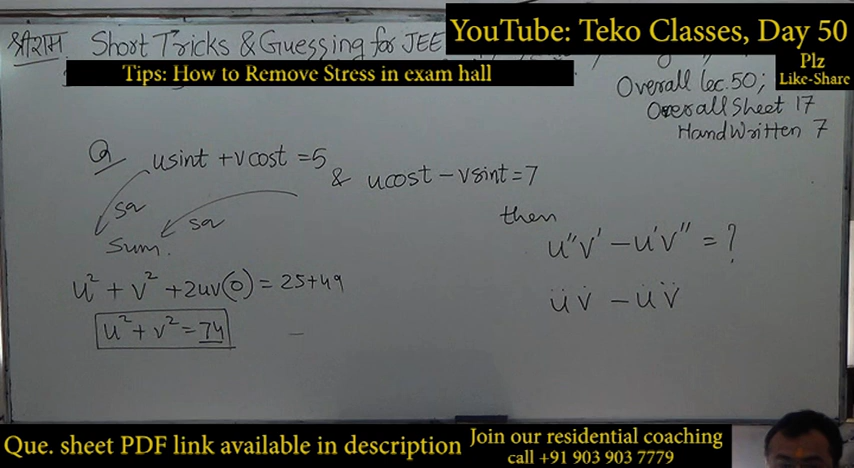 YouTube: Teko Classes, Day 50
श्रीराम Short Tricks & Guessing for JEE
Plz
Like-Share
Tips: How to Remove Stress in exam hall
Overall lec. 50;
Overall Sheet 17
HandWritten 7
Q usint + vcost = 5 & ucost - vsint = 7
sq sq
Sum.
then
u''v' - u'v'' = ?
ü v̇ - u̇ v̈
u² + v² + 2uv(0) = 25+49
u² + v² = 74
Que. sheet PDF link available in description
Join our residential coaching
call +91 903 903 7779